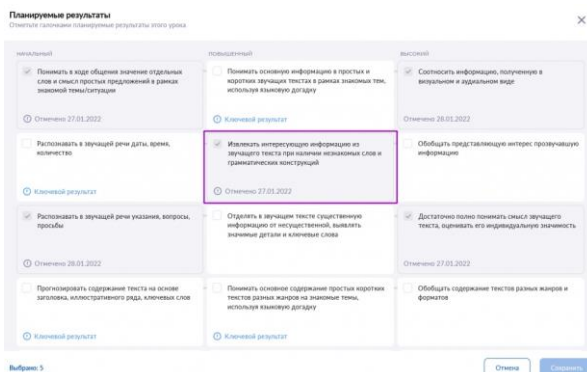 Планируемые результаты
Отметьте галочками планируемые результаты этого урока
НАЧАЛЬНЫЙ
ПОВЫШЕННЫЙ
ВЫСОКИЙ
Понимать в ходе общения значение отдельных
слов и смысл простых предложений в рамках
знакомой темы/ситуации
Отмечено 27.01.2022
Понимать основную информацию в простых и
коротких звучащих текстах в рамках знакомых тем,
используя языковую догадку
Ключевой результат
Соотносить информацию, полученную в
визуальном и аудиальном виде
Отмечено 28.01.2022
Распознавать в звучащей речи даты, время,
количество
Ключевой результат
Извлекать интересующую информацию из
звучащего текста при наличии незнакомых слов и
грамматических конструкций
Отмечено 27.01.2022
Обобщать представляющую интерес прозвучавшую
информацию
Распознавать в звучащей речи указания, вопросы,
просьбы
Отмечено 28.01.2022
Отделять в звучащем тексте существенную
информацию от несущественной, выявлять
значимые детали и ключевые слова
Достаточно полно понимать смысл звучащего
текста, оценивать его индивидуальную значимость
Отмечено 27.01.2022
Прогнозировать содержание текста на основе
заголовка, иллюстративного ряда, ключевых слов
Ключевой результат
Понимать основное содержание простых коротких
текстов разных жанров на знакомые темы,
используя языковую догадку
Ключевой результат
Обобщать содержание текстов разных жанров и
форматов
Выбрано: 5
Отмена
Сохранить